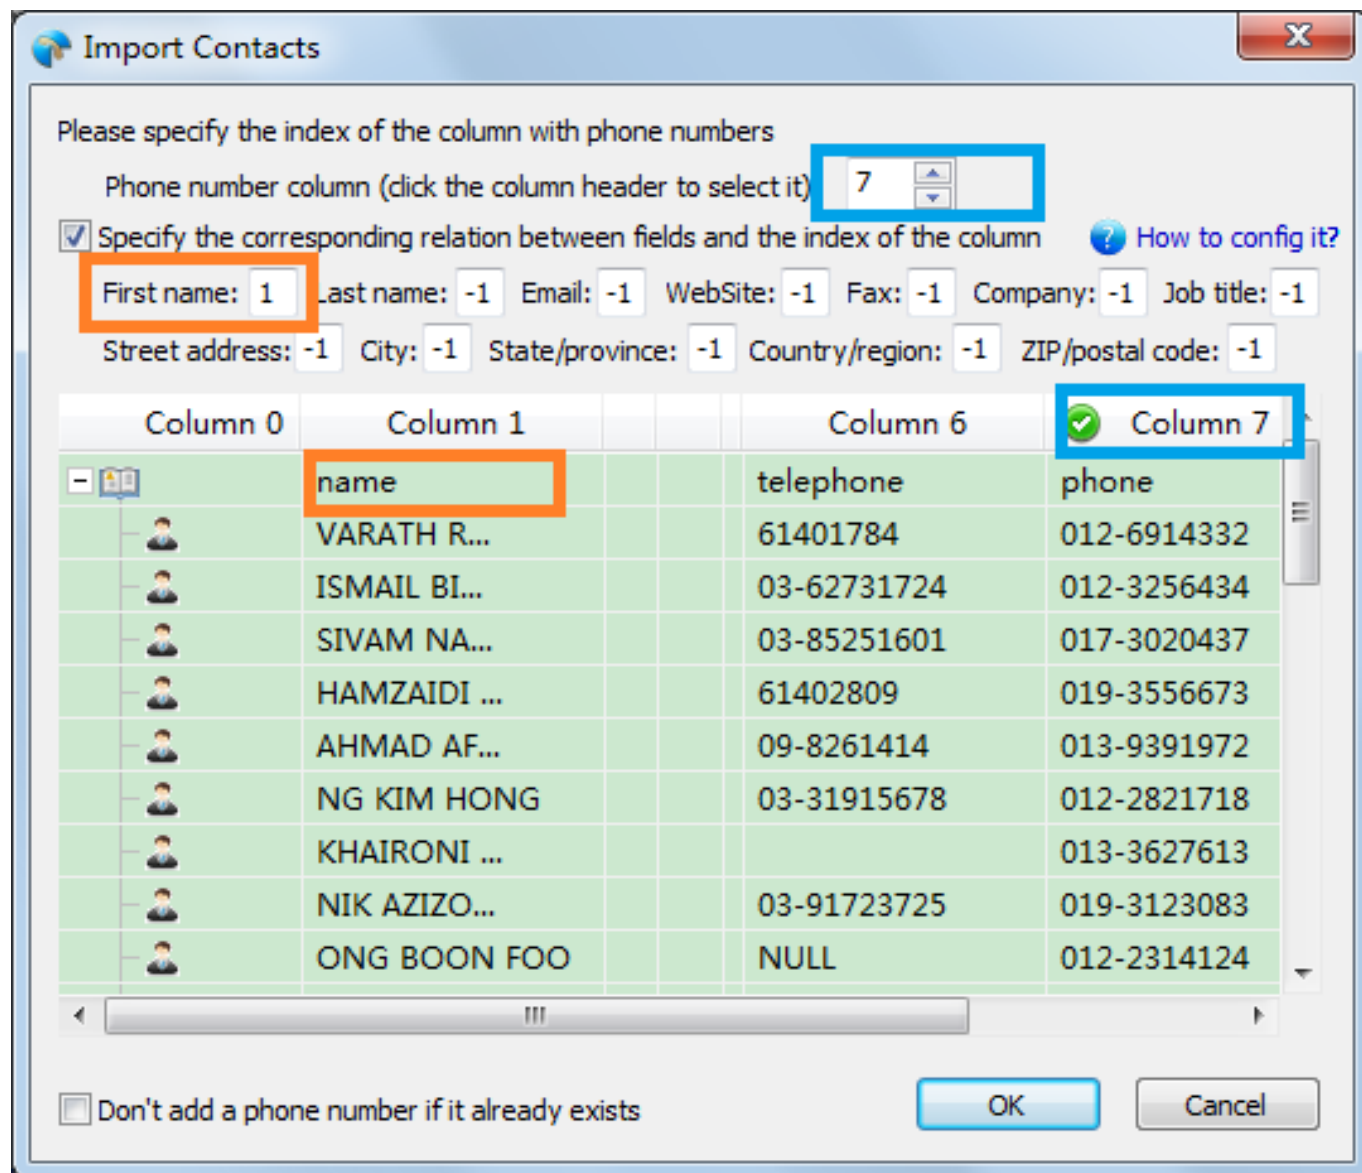 Import Contacts
Please specify the index of the column with phone numbers
Phone number column (click the column header to select it) 7
Specify the corresponding relation between fields and the index of the column ? How to config it?
First name: 1 Last name: -1 Email: -1 WebSite: -1 Fax: -1 Company: -1 Job title: -1
Street address: -1 City: -1 State/province: -1 Country/region: -1 ZIP/postal code: -1
Column 0 Column 1 Column 6 Column 7
name telephone phone
VARATH R... 61401784 012-6914332
ISMAIL BI... 03-62731724 012-3256434
SIVAM NA... 03-85251601 017-3020437
HAMZAIDI ... 61402809 019-3556673
AHMAD AF... 09-8261414 013-9391972
NG KIM HONG 03-31915678 012-2821718
KHAIRONI ... 013-3627613
NIK AZIZO... 03-91723725 019-3123083
ONG BOON FOO NULL 012-2314124
Don't add a phone number if it already exists OK Cancel